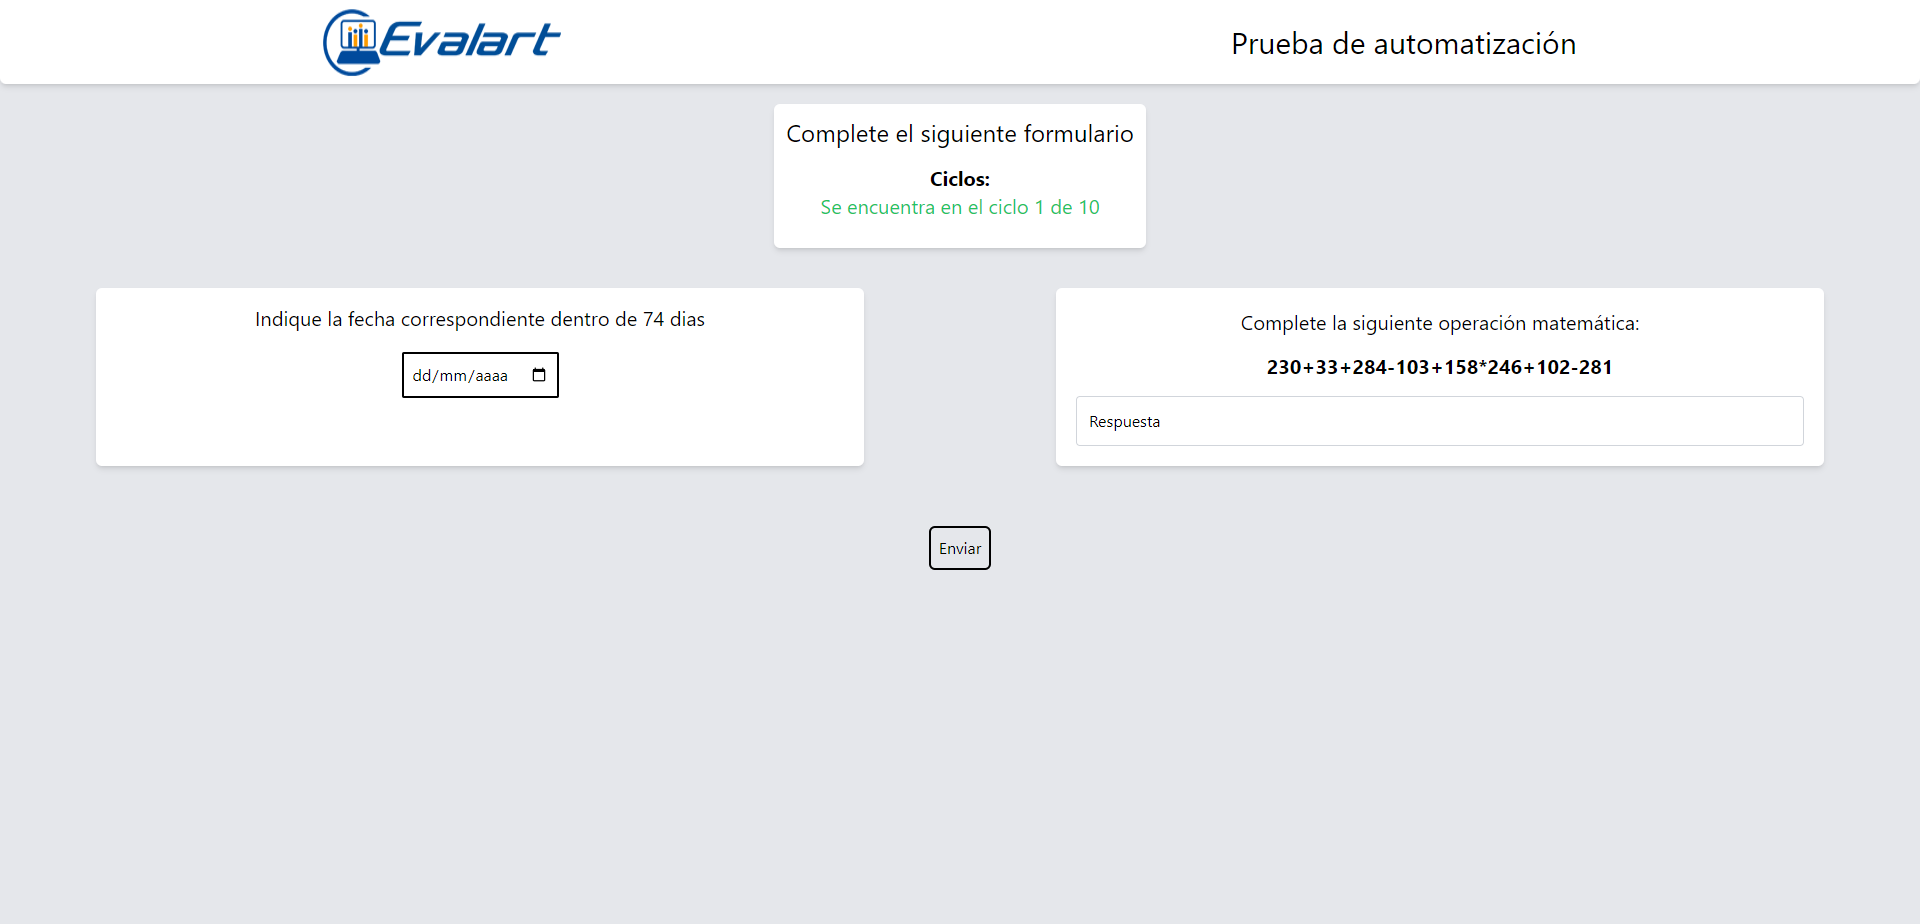 Evalart
Prueba de automatización
Complete el siguiente formulario
Ciclos:
Se encuentra en el ciclo 1 de 10
Indique la fecha correspondiente dentro de 74 dias
dd/mm/aaaa
Complete la siguiente operación matemática:
230+33+284-103+158*246+102-281
Respuesta
Enviar